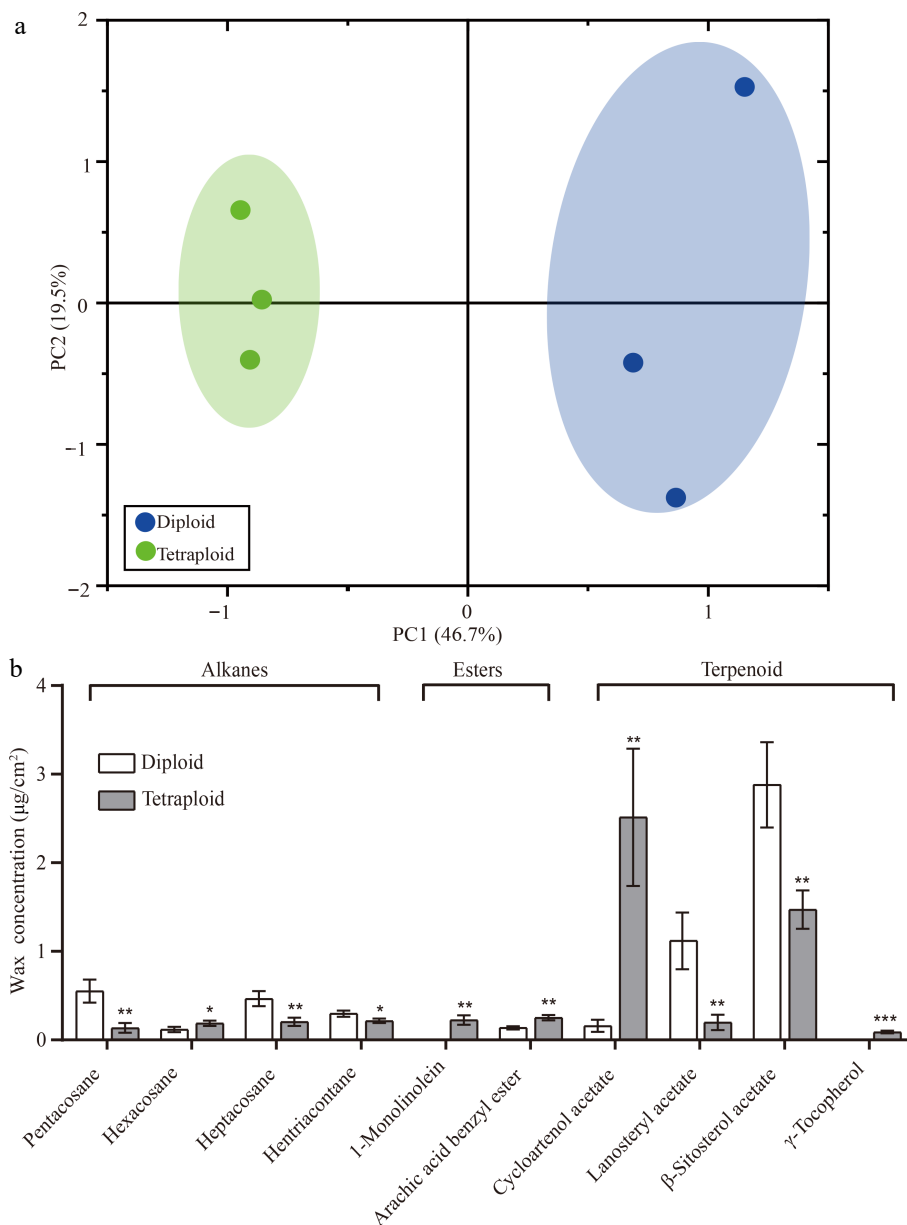 a
2
1
0
−1
−2
PC2 (19.5%)
Diploid
Tetraploid
−1
0
1
PC1 (46.7%)
b
Alkanes
Esters
Terpenoid
4
3
2
1
0
Wax concentration (μg/cm²)
Diploid
Tetraploid
**
*
**
*
**
**
**
**
**
***
Pentacosane
Hexacosane
Heptacosane
Hentriacontane
1-Monolinolein
Arachic acid benzyl ester
Cycloartenol acetate
Lanosteryl acetate
β-Sitosterol acetate
γ-Tocopherol